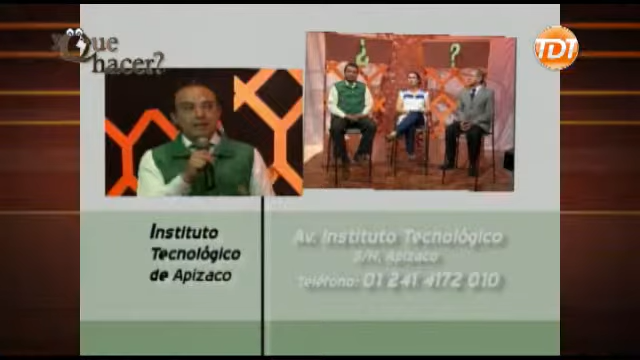 ¿Que
hacer?
TDT
¿ ?
Instituto
Tecnológico
de Apizaco
Av. Instituto Tecnológico
S/N, Apizaco
Teléfono: 01 241 4172 010